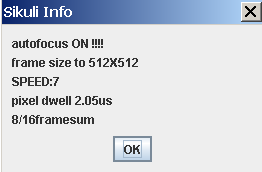 Sikuli Info
autofocus ON !!!!
frame size to 512X512
SPEED:7
pixel dwell 2.05us
8/16framesum
OK